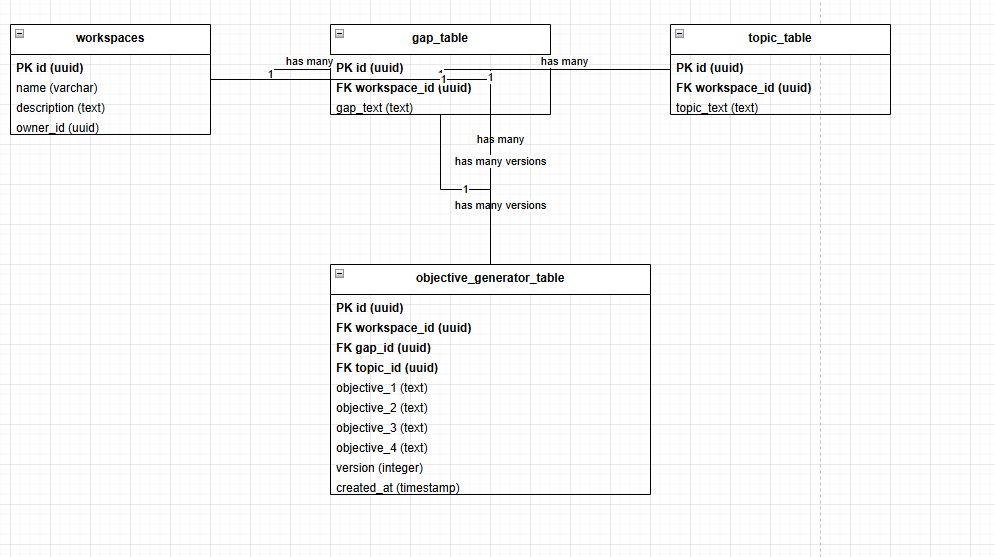 workspaces
PK id (uuid)
name (varchar)
description (text)
owner_id (uuid)
gap_table
PK id (uuid)
FK workspace_id (uuid)
gap_text (text)
topic_table
PK id (uuid)
FK workspace_id (uuid)
topic_text (text)
has many
1
has many
1
1
1
has many
has many versions
1
has many versions
objective_generator_table
PK id (uuid)
FK workspace_id (uuid)
FK gap_id (uuid)
FK topic_id (uuid)
objective_1 (text)
objective_2 (text)
objective_3 (text)
objective_4 (text)
version (integer)
created_at (timestamp)